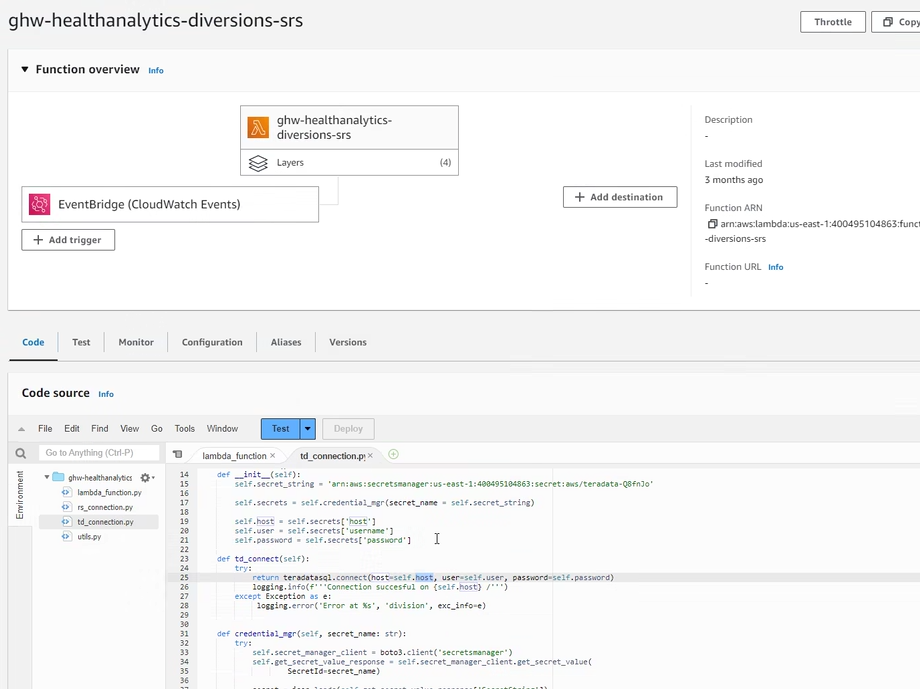 ghw-healthanalytics-diversions-srs
Throttle
Copy
Function overview Info
ghw-healthanalytics-
diversions-srs
Layers (4)
EventBridge (CloudWatch Events)
Add trigger
Add destination
Description
-
Last modified
3 months ago
Function ARN
arn:aws:lambda:us-east-1:400495104863:funct
-diversions-srs
Function URL Info
-
Code Test Monitor Configuration Aliases Versions
Code source Info
File Edit Find View Go Tools Window Test Deploy
Go to Anything (Ctrl-P)
lambda_function × td_connection.py ×
Environment
ghw-healthanalytics
lambda_function.py
rs_connection.py
td_connection.py
utils.py
14 def __init__(self):
15 self.secret_string = 'arn:aws:secretsmanager:us-east-1:400495104863:secret:aws/teradata-Q8fnJo'
16
17 self.secrets = self.credential_mgr(secret_name = self.secret_string)
18
19 self.host = self.secrets['host']
20 self.user = self.secrets['username']
21 self.password = self.secrets['password']
22
23 def td_connect(self):
24 try:
25 return teradatasql.connect(host=self.host, user=self.user, password=self.password)
26 logging.info(f'''Connection succesful on {self.host} /''')
27 except Exception as e:
28 logging.error('Error at %s', 'division', exc_info=e)
29
30
31 def credential_mgr(self, secret_name: str):
32 try:
33 self.secret_manager_client = boto3.client('secretsmanager')
34 self.get_secret_value_response = self.secret_manager_client.get_secret_value(
35 SecretId=secret_name)
36